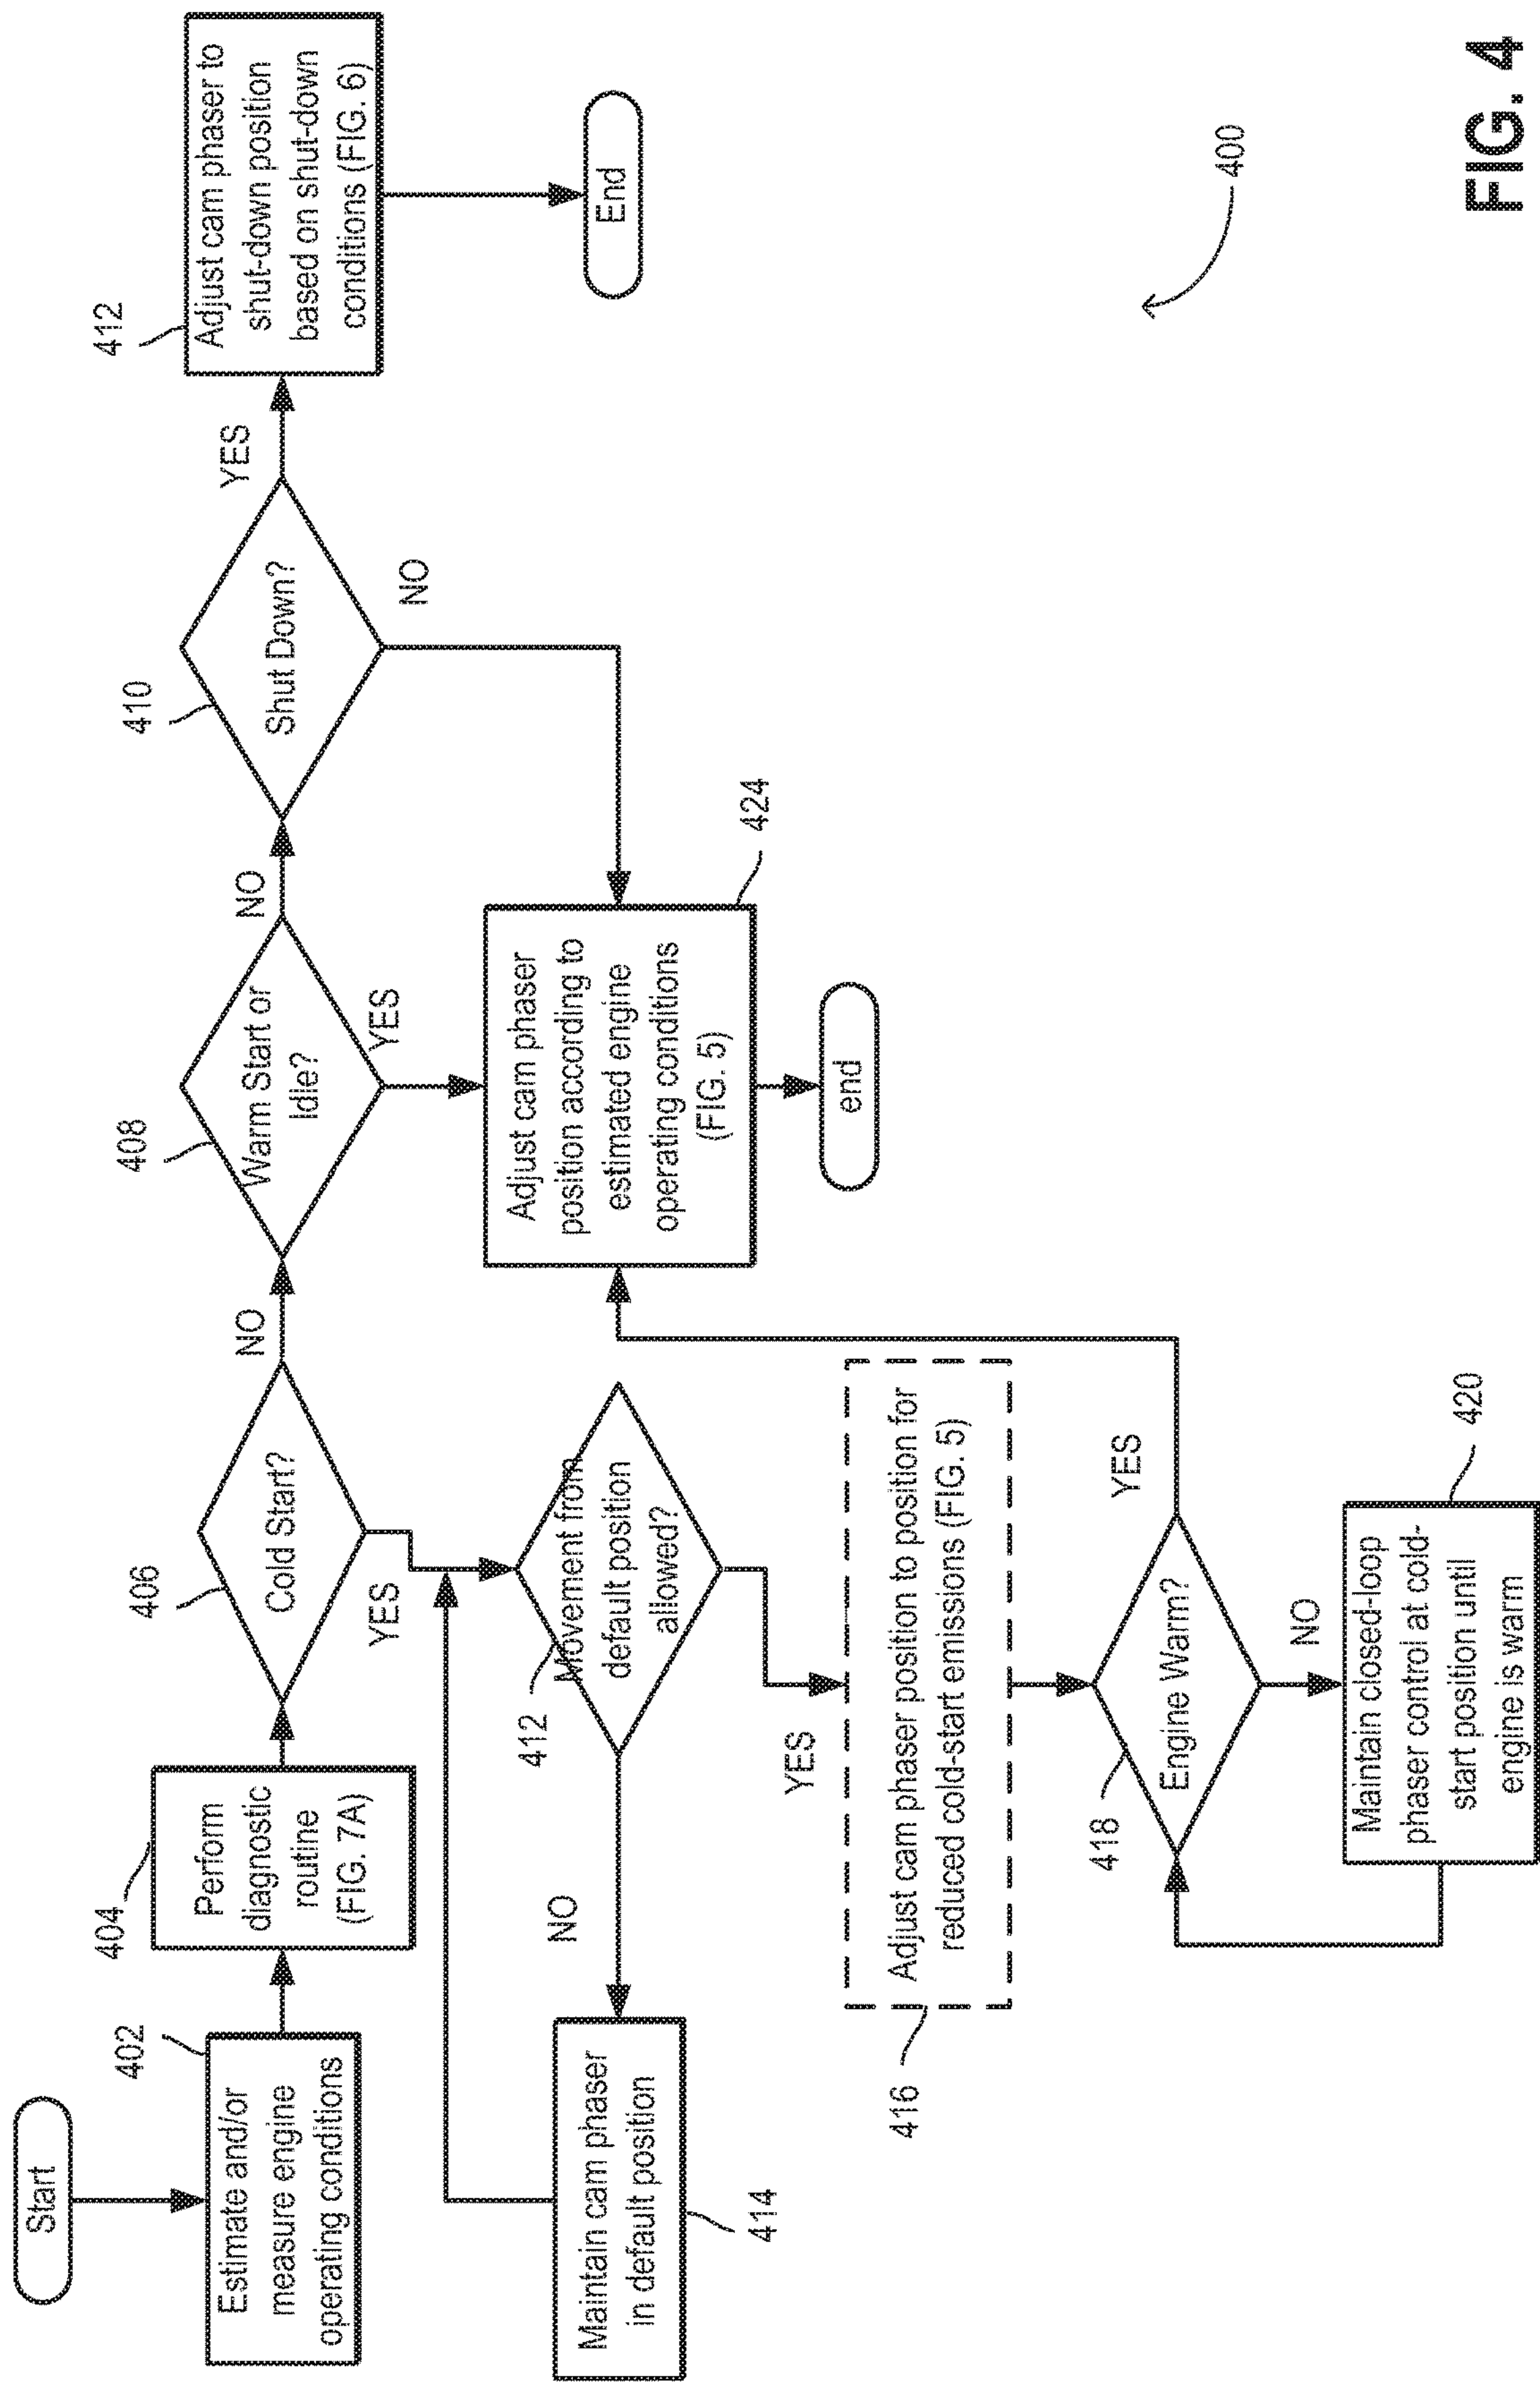 Start
402
Estimate and/or
measure engine
operating conditions
404
Perform
diagnostic
routine
(FIG. 7A)
406
Cold Start?
NO
YES
408
Warm Start or
Idle?
NO
YES
410
Shut Down?
YES
NO
412
Adjust cam phaser to
shut-down position
based on shut-down
conditions (FIG. 6)
End
412
Movement from
default position
allowed?
NO
YES
414
Maintain cam phaser
in default position
416
Adjust cam phaser position to position for
reduced cold-start emissions (FIG. 5)
418
Engine Warm?
YES
NO
420
Maintain closed-loop
phaser control at cold-
start position until
engine is warm
424
Adjust cam phaser
position according to
estimated engine
operating conditions
(FIG. 5)
end
400
FIG. 4